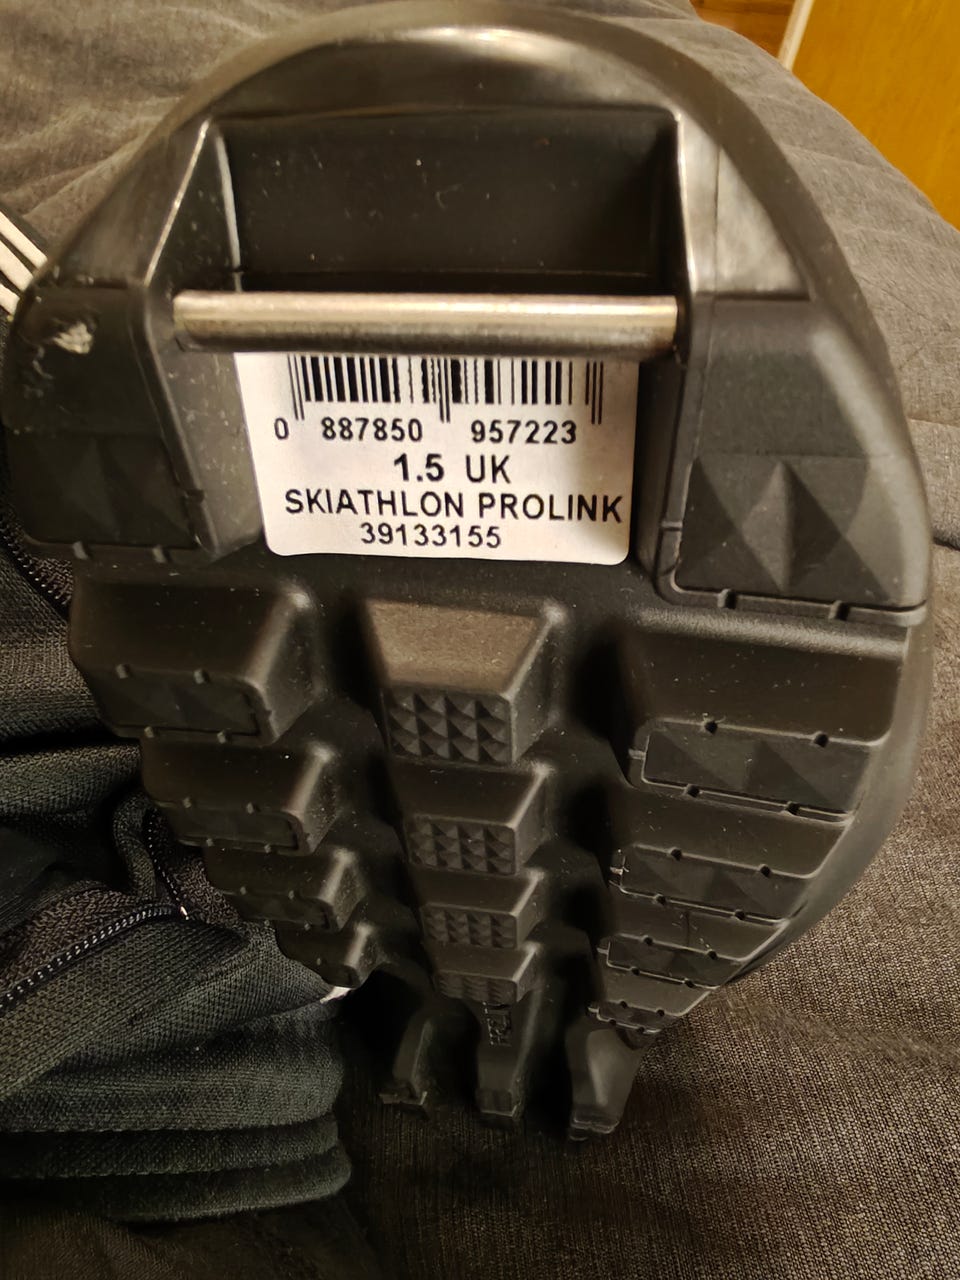 0 887850 957223
1.5 UK
SKIATHLON PROLINK
39133155